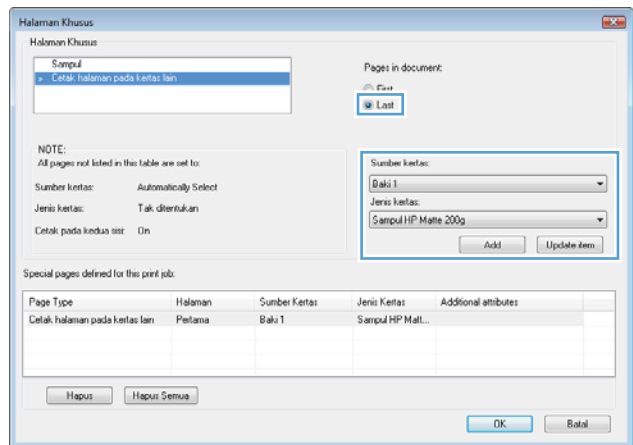 Halaman Khusus
Halaman Khusus
Sampul
» Cetak halaman pada kertas lain
Pages in document:
First
Last
NOTE:
All pages not listed in this table are set to:
Sumber kertas: Automatically Select
Jenis kertas: Tak ditentukan
Cetak pada kedua sisi: On
Sumber kertas:
Baki 1
Jenis kertas:
Sampul HP Matte 200g
Add Update item
Special pages defined for this print job:
Page Type Halaman Sumber Kertas Jenis Kertas Additional attributes
Cetak halaman pada kertas lain Pertama Baki 1 Sampul HP Matt...
Hapus Hapus Semua
OK Batal